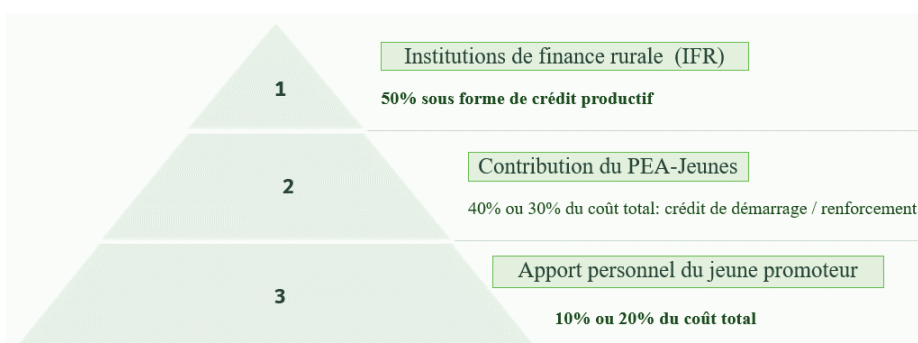 1
Institutions de finance rurale (IFR)
50% sous forme de crédit productif
2
Contribution du PEA-Jeunes
40% ou 30% du coût total: crédit de démarrage / renforcement
3
Apport personnel du jeune promoteur
10% ou 20% du coût total